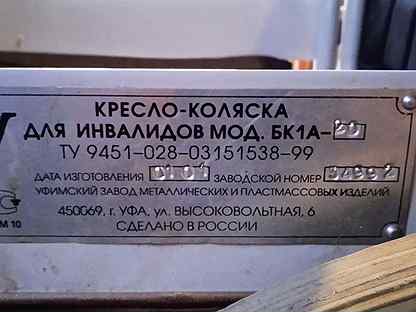 КРЕСЛО-КОЛЯСКА
ДЛЯ ИНВАЛИДОВ МОД. БК1А-
ТУ 9451-028-03151538-99
ДАТА ИЗГОТОВЛЕНИЯ ЗАВОДСКОЙ НОМЕР
УФИМСКИЙ ЗАВОД МЕТАЛЛИЧЕСКИХ И ПЛАСТМАССОВЫХ ИЗДЕЛИЙ
450069, г. УФА, ул. ВЫСОКОВОЛЬТНАЯ, 6
М 10
СДЕЛАНО В РОССИИ